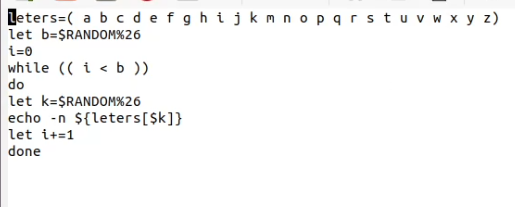 leters=( a b c d e f g h i j k m n o p q r s t u v w x y z)
let b=$RANDOM%26
i=0
while (( i < b ))
do
let k=$RANDOM%26
echo -n ${leters[$k]}
let i+=1
done